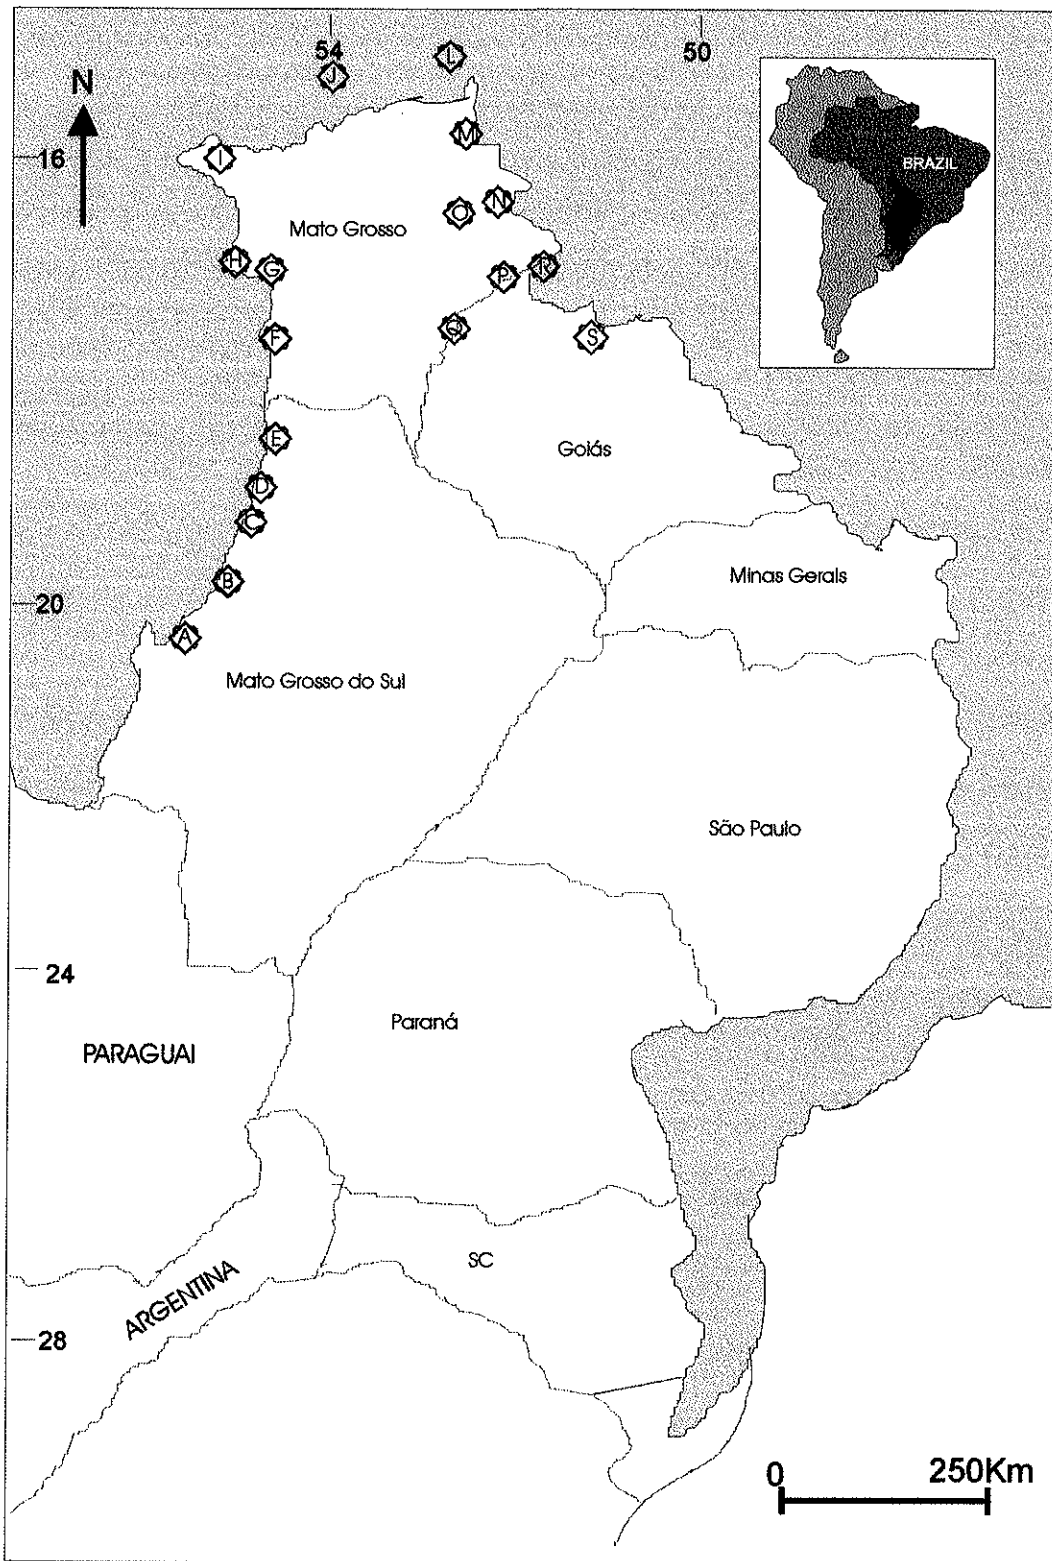 54
50
L
J
N
BRAZIL
M
16
I
N
O
Mato Grosso
H
G
R
P
Q
F
S
E
Goiás
D
C
Minas Gerais
B
20
A
Mato Grosso do Sul
São Paulo
24
Paraná
PARAGUAI
SC
ARGENTINA
28
0
250Km